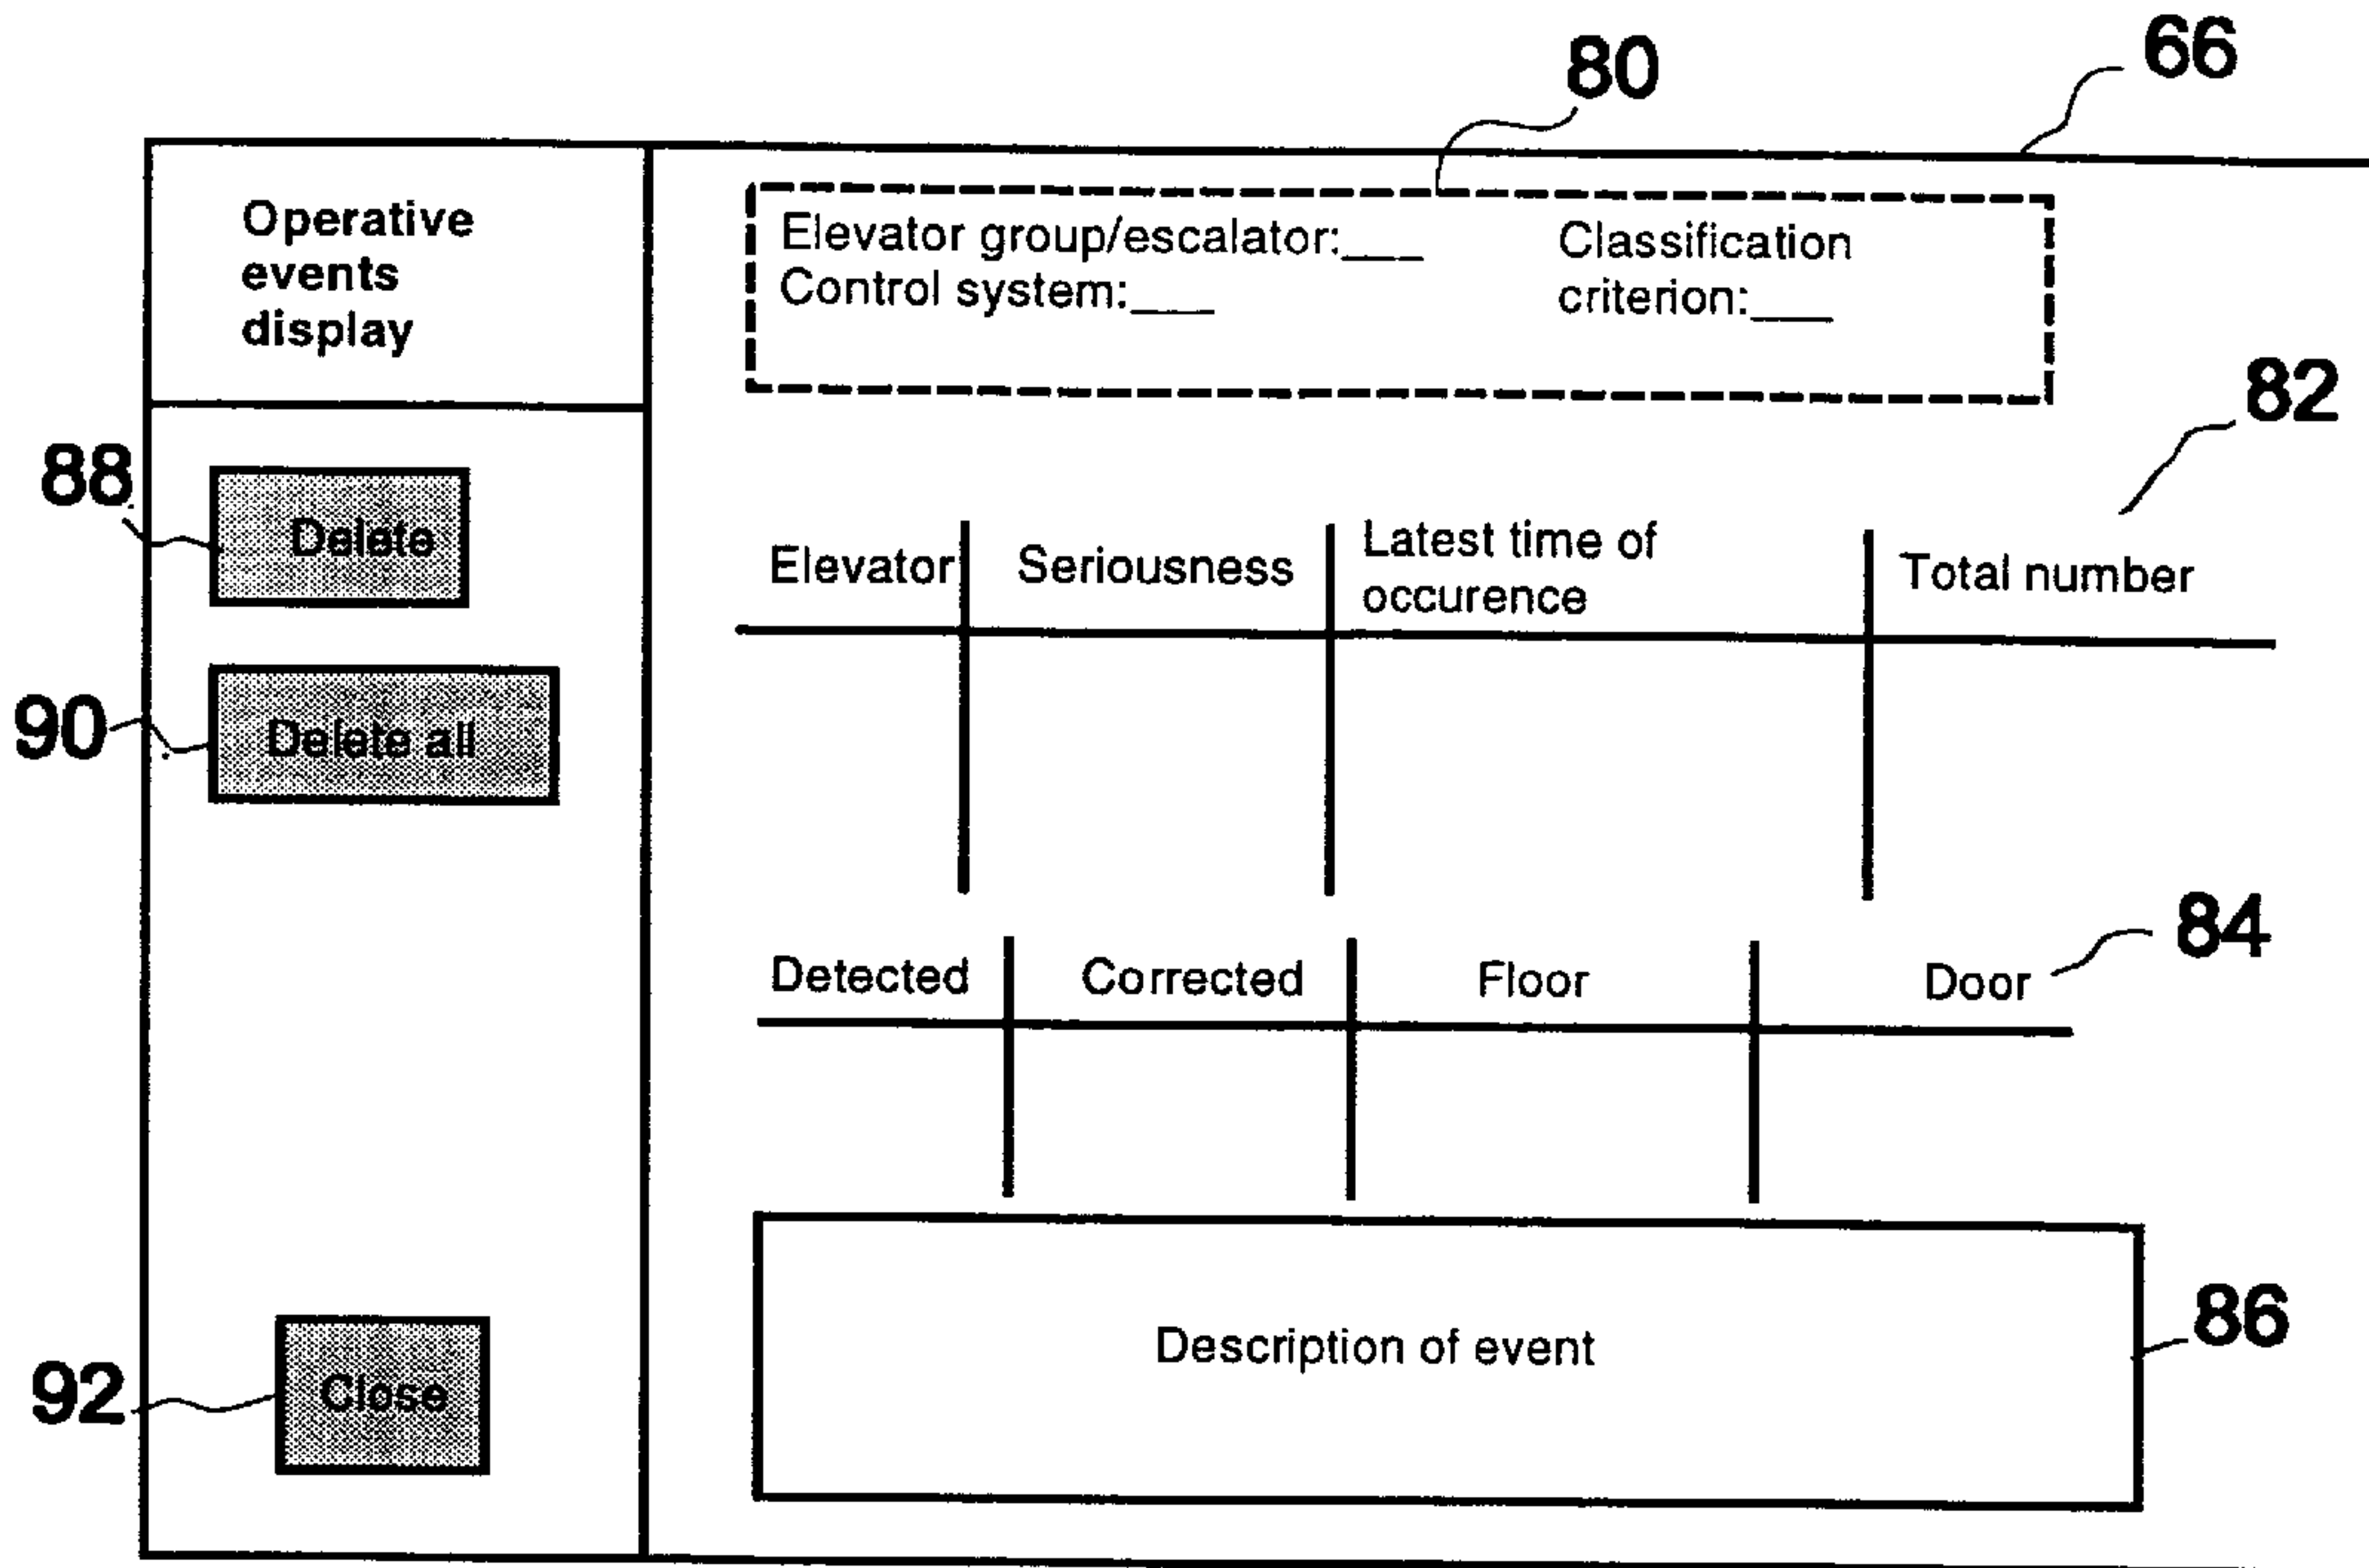 80
66
Operative
events
display
Elevator group/escalator:___
Control system:___
Classification
criterion:___
82
88
Delete
90
Delete all
Elevator
Seriousness
Latest time of
occurence
Total number
84
Detected
Corrected
Floor
Door
86
Description of event
92
Close